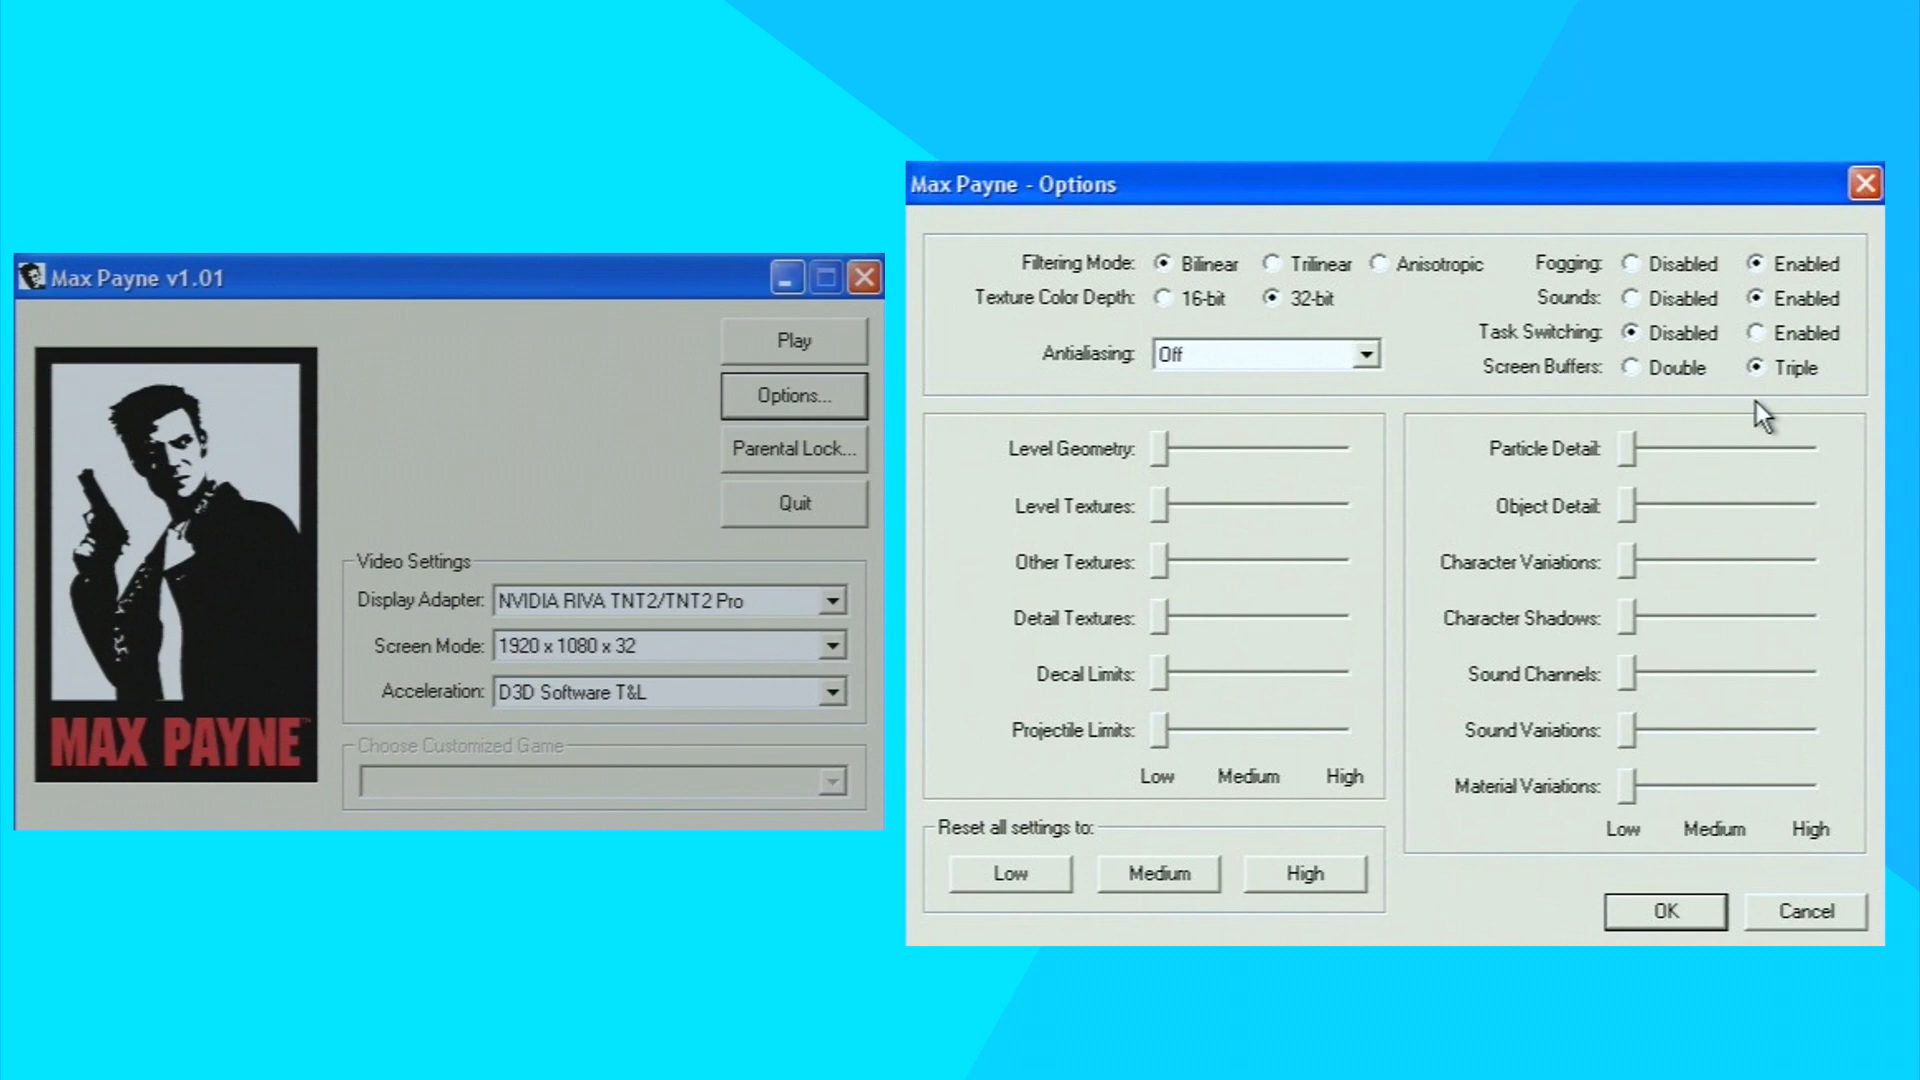 Max Payne v1.01
Play
Options...
Parental Lock...
Quit
MAX PAYNE™
Video Settings
Display Adapter: NVIDIA RIVA TNT2/TNT2 Pro
Screen Mode: 1920 x 1080 x 32
Acceleration: D3D Software T&L
Choose Customized Game
Max Payne - Options
Filtering Mode: Bilinear Trilinear Anisotropic
Texture Color Depth: 16-bit 32-bit
Antialiasing: Off
Fogging: Disabled Enabled
Sounds: Disabled Enabled
Task Switching: Disabled Enabled
Screen Buffers: Double Triple
Level Geometry:
Level Textures:
Other Textures:
Detail Textures:
Decal Limits:
Projectile Limits:
Low Medium High
Particle Detail:
Object Detail:
Character Variations:
Character Shadows:
Sound Channels:
Sound Variations:
Material Variations:
Low Medium High
Reset all settings to:
Low Medium High
OK Cancel